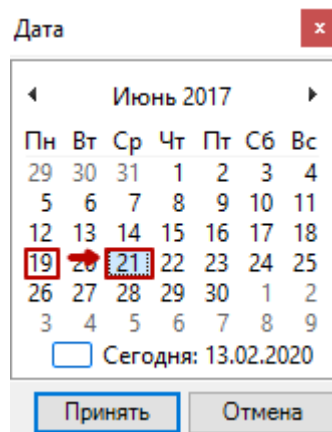 Дата
Июнь 2017
Пн Вт Ср Чт Пт Сб Вс
29 30 31 1 2 3 4
5 6 7 8 9 10 11
12 13 14 15 16 17 18
19 20 21 22 23 24 25
26 27 28 29 30 1 2
3 4 5 6 7 8 9
Сегодня: 13.02.2020
Принять Отмена